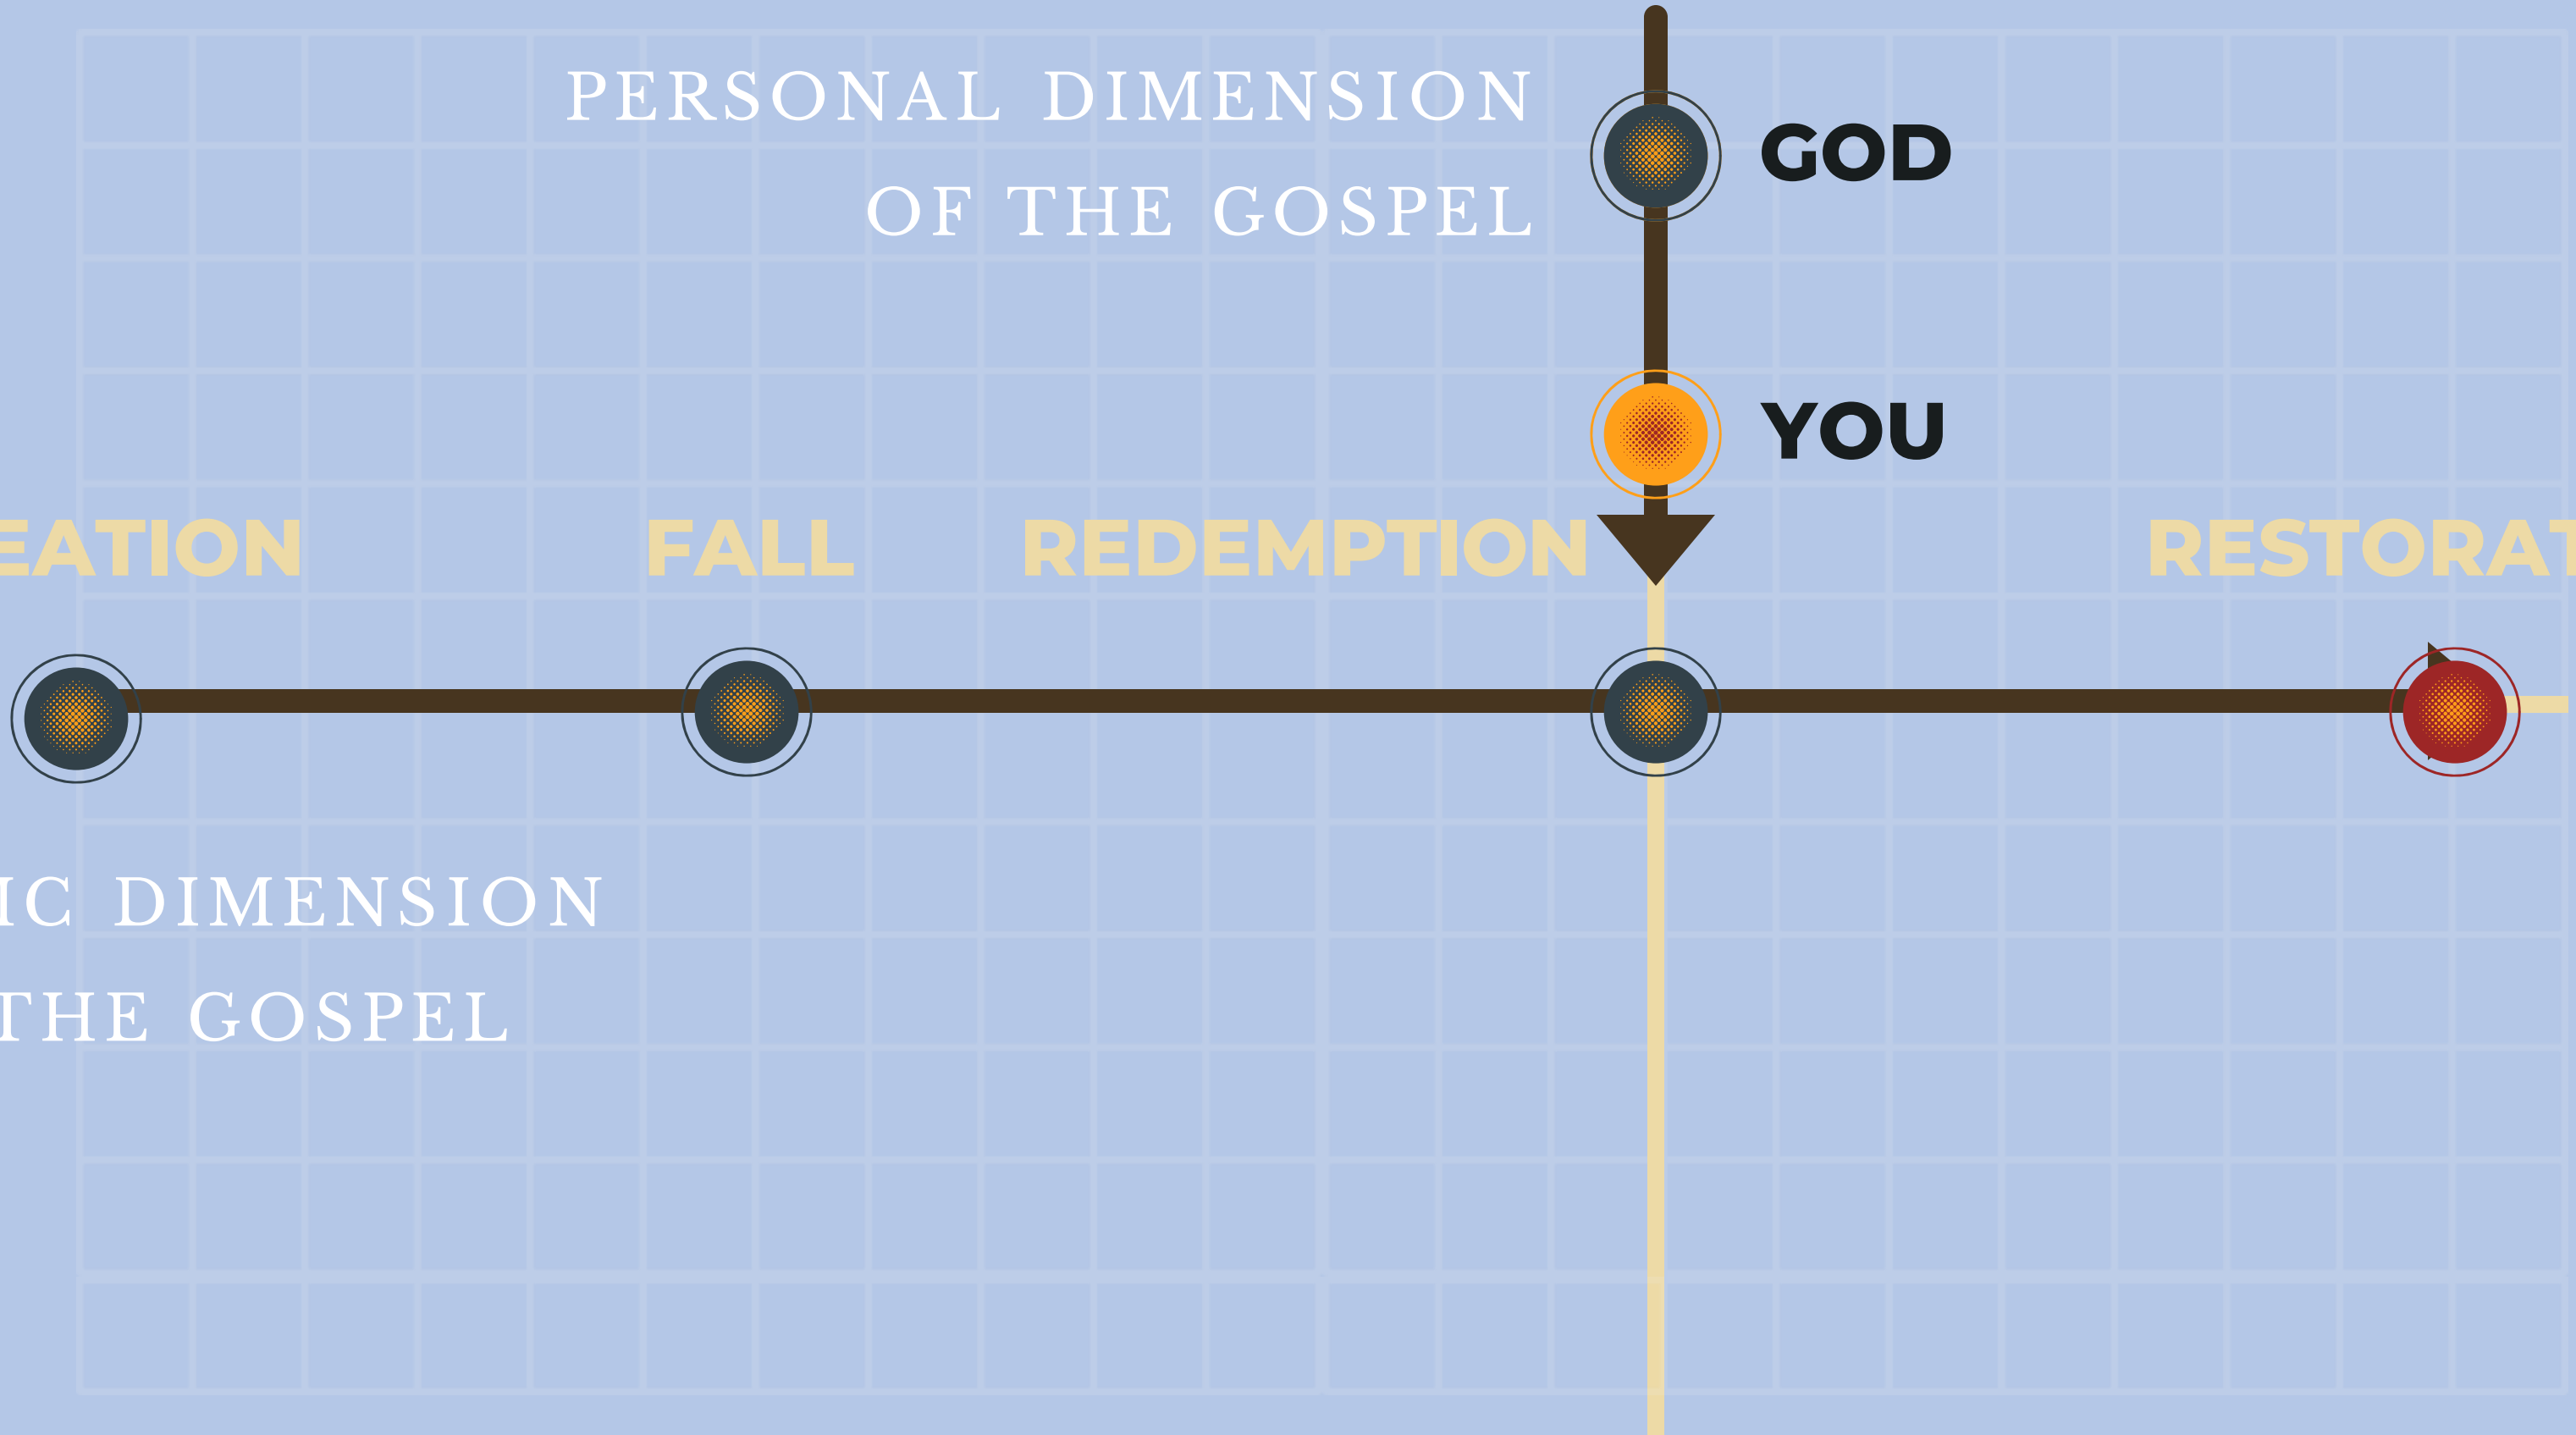 PERSONAL DIMENSION
OF THE GOSPEL
GOD
YOU
EATION
FALL
REDEMPTION
RESTORAT
IC DIMENSION
THE GOSPEL